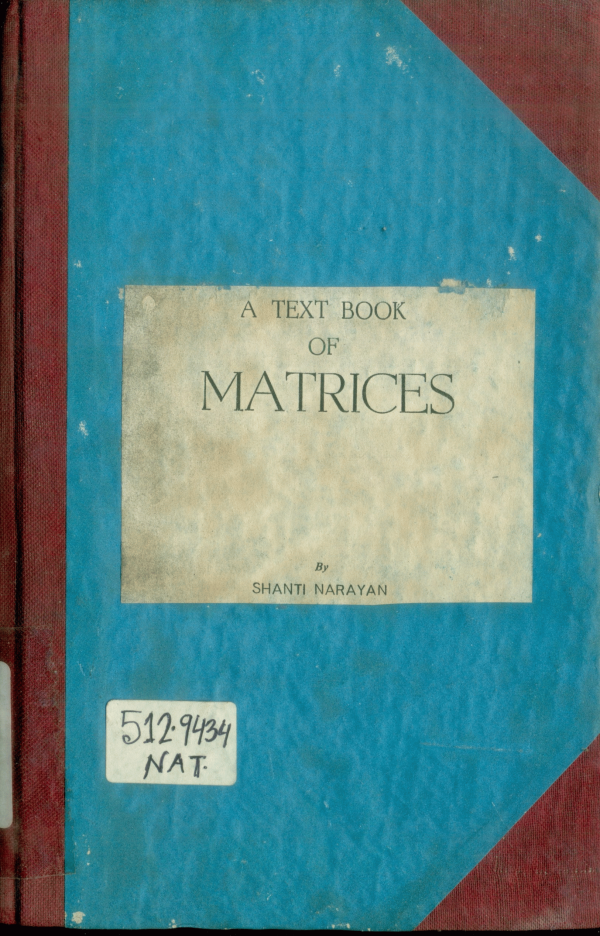 A TEXT BOOK
OF
MATRICES
By
SHANTI NARAYAN
512.9434
NAT.